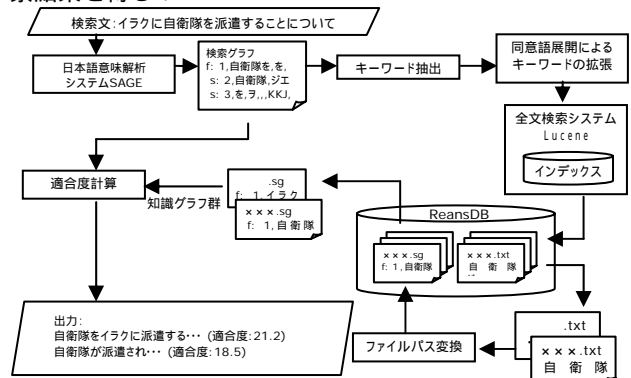 検索文:イラクに自衛隊を派遣することについて
日本語意味解析
システムSAGE
検索グラフ
f: 1,自衛隊を,を,
s: 2,自衛隊,ジエ
s: 3,を,ヲ,,,KKJ,
キーワード抽出
同意語展開による
キーワードの拡張
全文検索システム
Lucene
インデックス
適合度計算
知識グラフ群
.sg
f: 1,イラク
×××.sg
f: 1,自衛隊
ReansDB
×××.sg
f: 1,自衛隊
×××.txt
自 衛 隊
出力:
自衛隊をイラクに派遣する・・・ (適合度:21.2)
自衛隊が派遣され・・・ (適合度:18.5)
ファイルパス変換
.txt
×××.txt
自 衛 隊